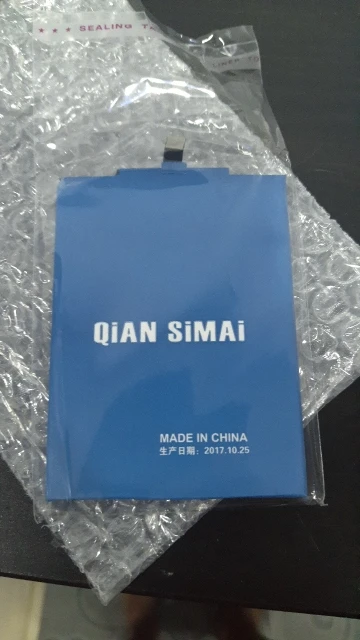 ★ ★ ★ SEALING
QiAN SiMAi
MADE IN CHINA
生产日期：2017.10.25